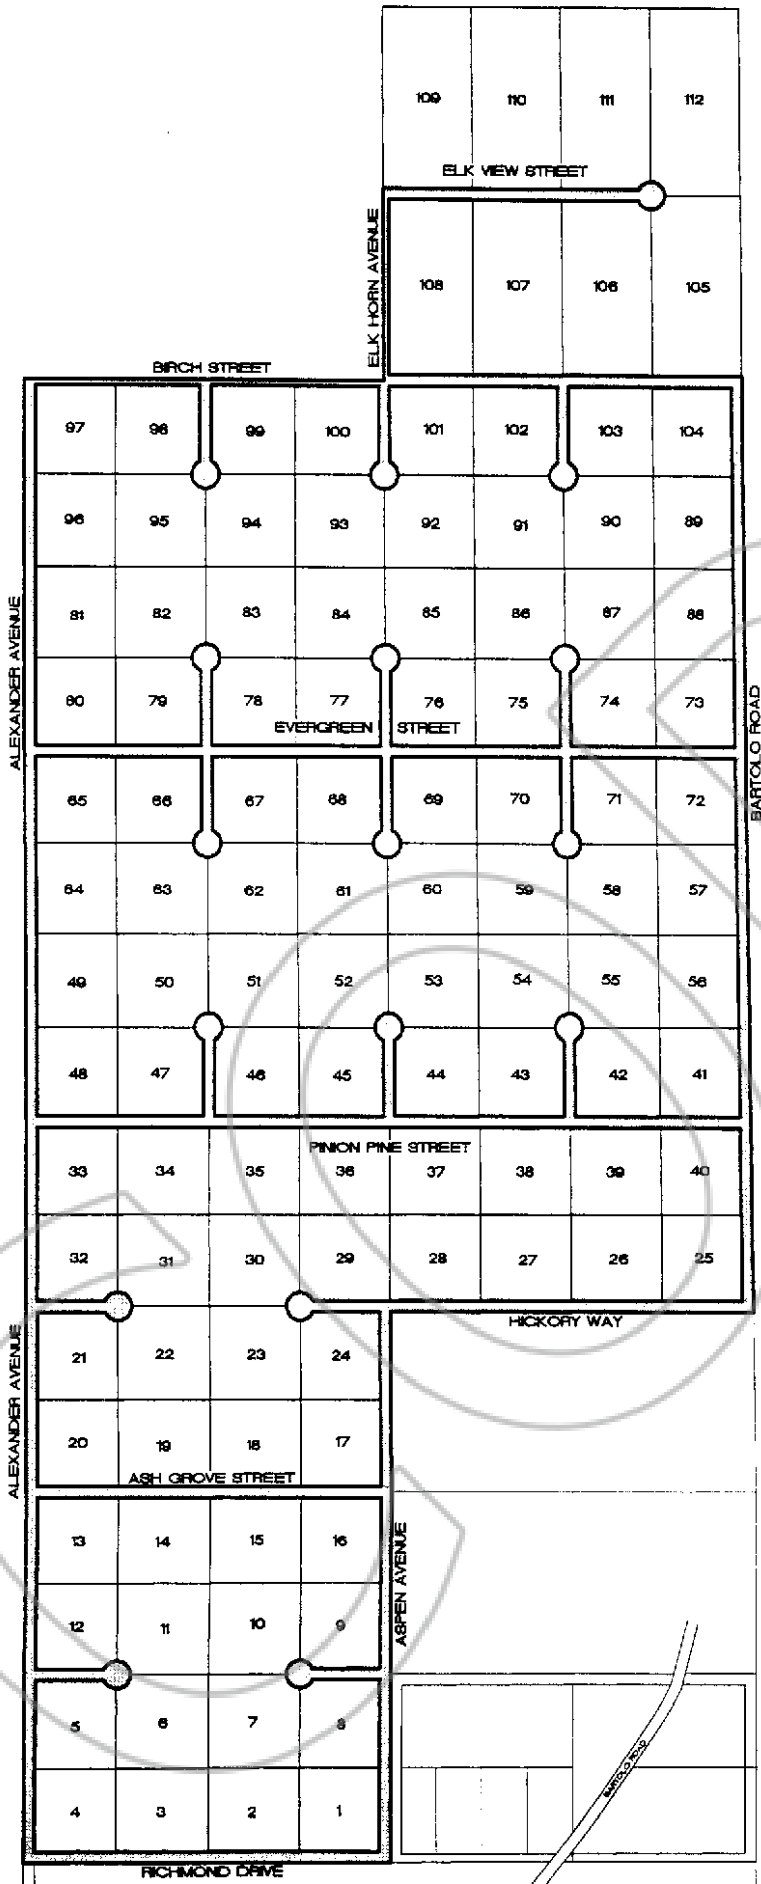 109 110 111 112
ELK VIEW STREET
ELK HORN AVENUE
108 107 106 105
BIRCH STREET
97 98 99 100 101 102 103 104
96 95 94 93 92 91 90 89
ALEXANDER AVENUE
81 82 83 84 85 86 87 88
80 79 78 77 76 75 74 73
EVERGREEN STREET
BARTOLO ROAD
65 66 67 68 69 70 71 72
64 63 62 61 60 59 58 57
49 50 51 52 53 54 55 56
48 47 46 45 44 43 42 41
PINION PINE STREET
33 34 35 36 37 38 39 40
32 31 30 29 28 27 26 25
HICKORY WAY
ALEXANDER AVENUE
21 22 23 24
20 19 18 17
ASH GROVE STREET
13 14 15 16
ASPEN AVENUE
12 11 10 9
5 6 7 8
BARTOLO ROAD
4 3 2 1
RICHMOND DRIVE